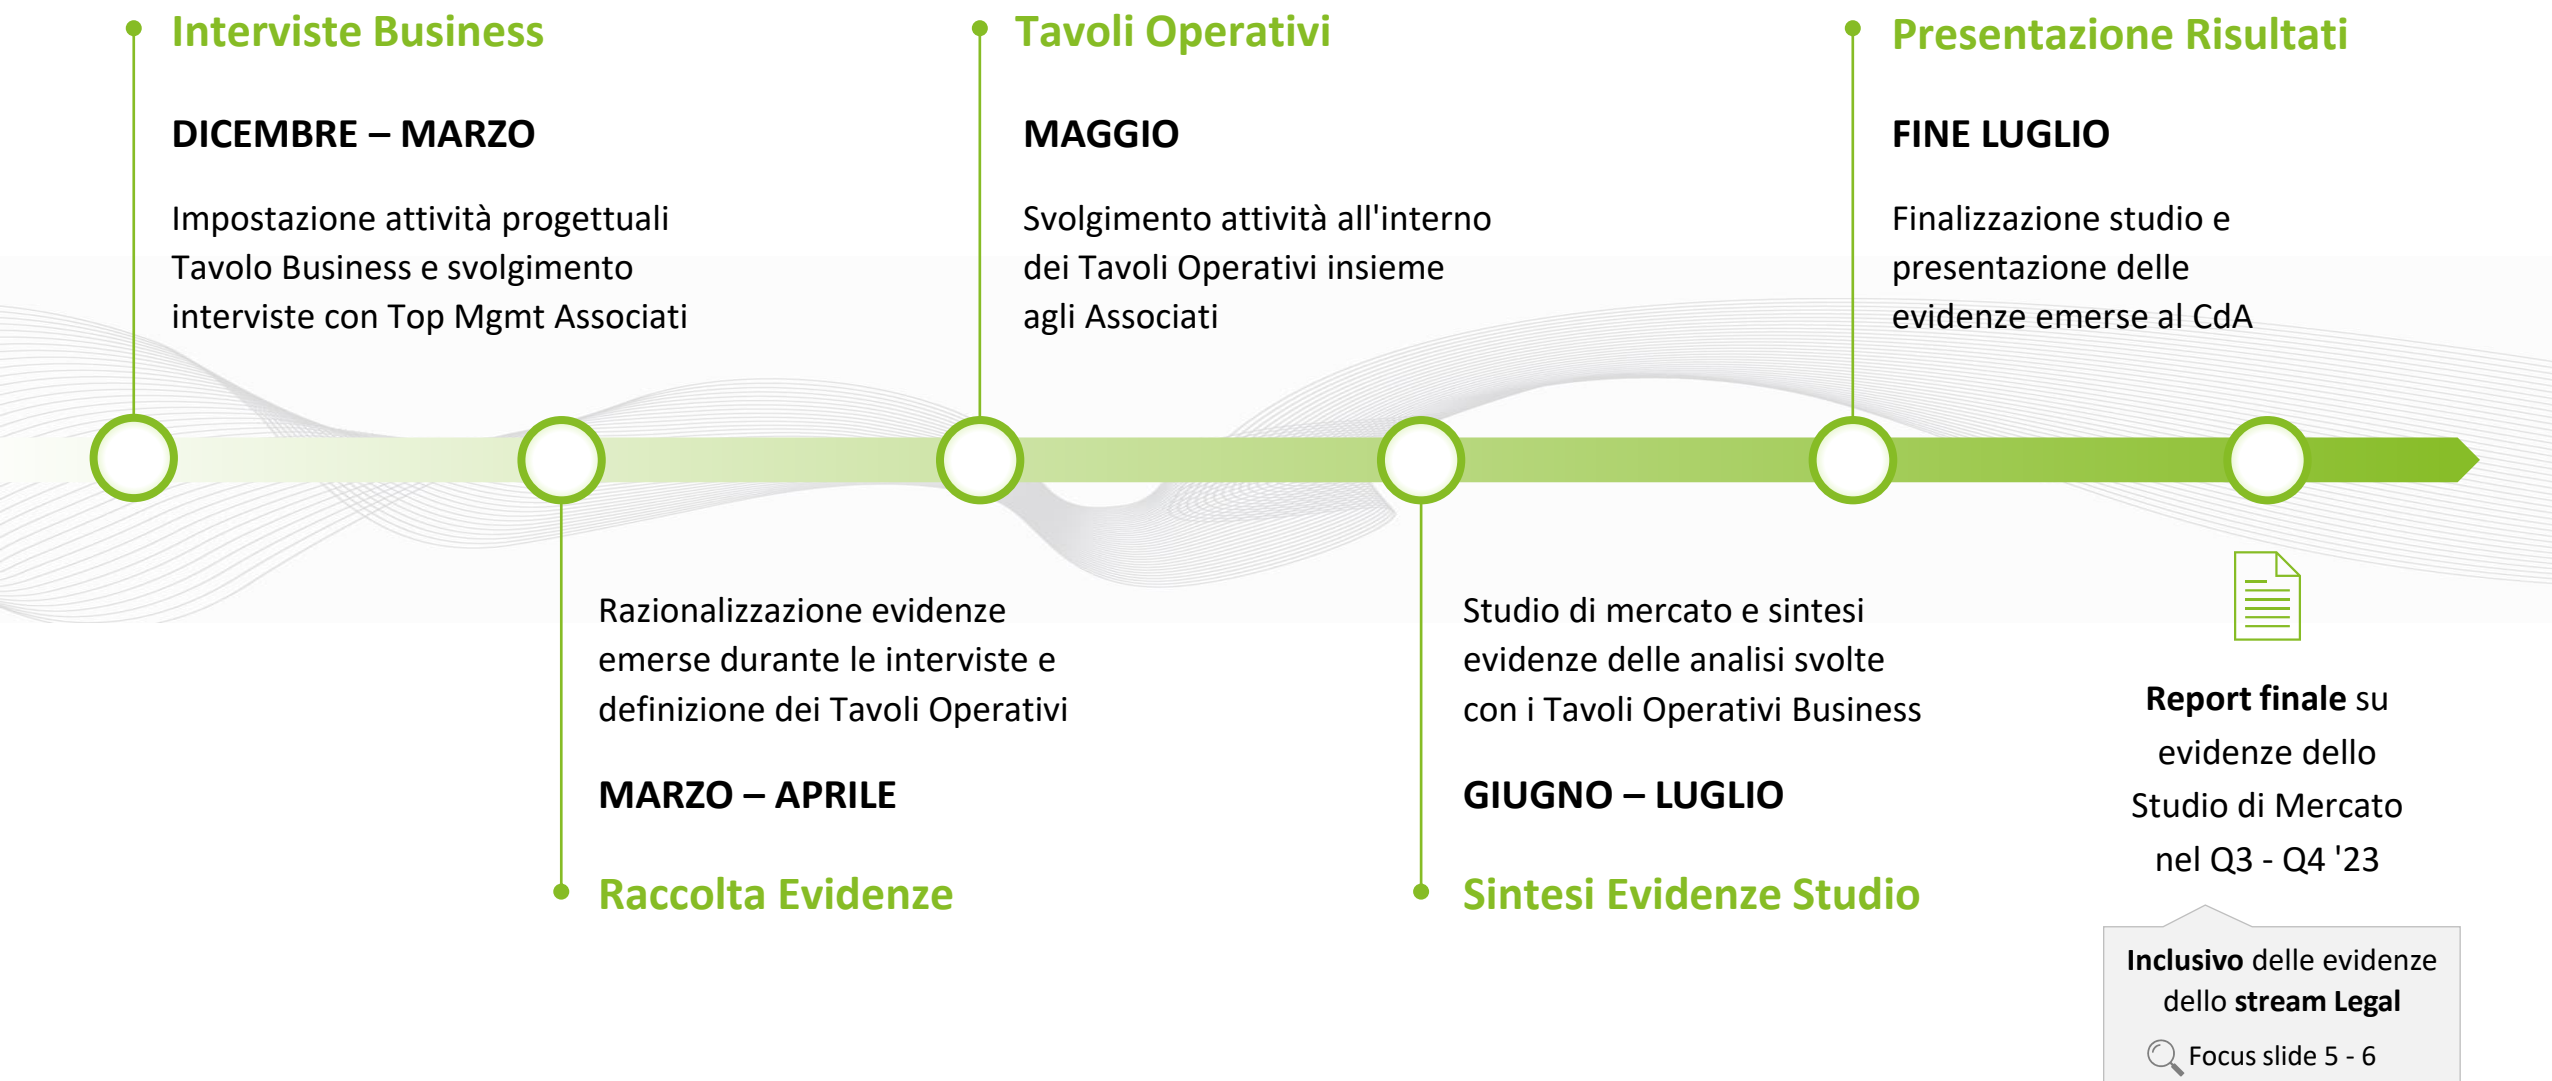 Interviste Business
DICEMBRE – MARZO
Impostazione attività progettuali
Tavolo Business e svolgimento
interviste con Top Mgmt Associati
Razionalizzazione evidenze
emerse durante le interviste e
definizione dei Tavoli Operativi
MARZO – APRILE
Raccolta Evidenze
Tavoli Operativi
MAGGIO
Svolgimento attività all'interno
dei Tavoli Operativi insieme
agli Associati
Studio di mercato e sintesi
evidenze delle analisi svolte
con i Tavoli Operativi Business
GIUGNO – LUGLIO
Sintesi Evidenze Studio
Presentazione Risultati
FINE LUGLIO
Finalizzazione studio e
presentazione delle
evidenze emerse al CdA
Report finale su
evidenze dello
Studio di Mercato
nel Q3 - Q4 '23
Inclusivo delle evidenze
dello stream Legal
Focus slide 5 - 6